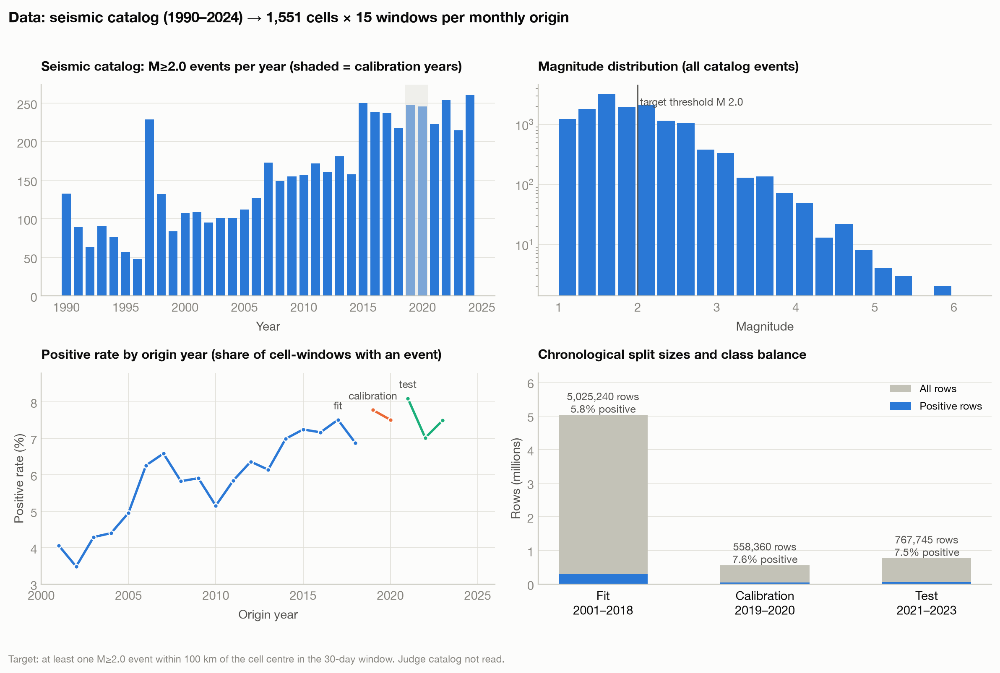 Data: seismic catalog (1990–2024) → 1,551 cells × 15 windows per monthly origin
Seismic catalog: M≥2.0 events per year (shaded = calibration years)
250
200
150
100
50
0
1990 1995 2000 2005 2010 2015 2020 2025
Year
Magnitude distribution (all catalog events)
target threshold M 2.0
10³
10²
10¹
1 2 3 4 5 6
Magnitude
Positive rate by origin year (share of cell-windows with an event)
test
calibration
fit
8
7
6
5
4
3
Positive rate (%)
2000 2005 2010 2015 2020 2025
Origin year
Chronological split sizes and class balance
All rows
Positive rows
5,025,240 rows
5.8% positive
558,360 rows
7.6% positive
767,745 rows
7.5% positive
6
5
4
3
2
1
0
Rows (millions)
Fit Calibration Test
2001–2018 2019–2020 2021–2023
Target: at least one M≥2.0 event within 100 km of the cell centre in the 30-day window. Judge catalog not read.